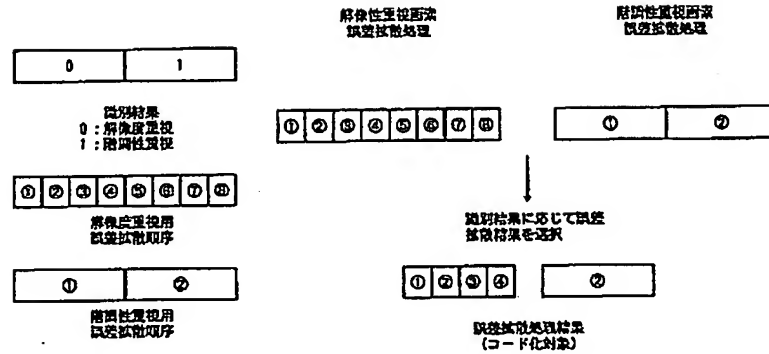 解像性重視画素
誤差拡散処理
階調性重視画素
誤差拡散処理
0 1
識別結果
0：解像度重視
1：階調性重視
① ② ③ ④ ⑤ ⑥ ⑦ ⑧
① ②
① ② ③ ④ ⑤ ⑥ ⑦ ⑧
解像度重視用
誤差拡散順序
識別結果に応じて誤差
拡散結果を選択
① ②
階調性重視用
誤差拡散順序
① ② ③ ④ ②
誤差拡散処理結果
(コード化対象)